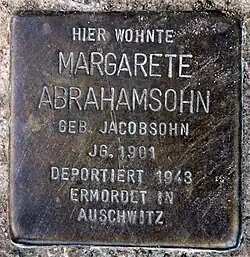 HIER WOHNTE
MARGARETE
ABRAHAMSOHN
GEB. JACOBSOHN
JG. 1901
DEPORTIERT 1943
ERMORDET IN
AUSCHWITZ